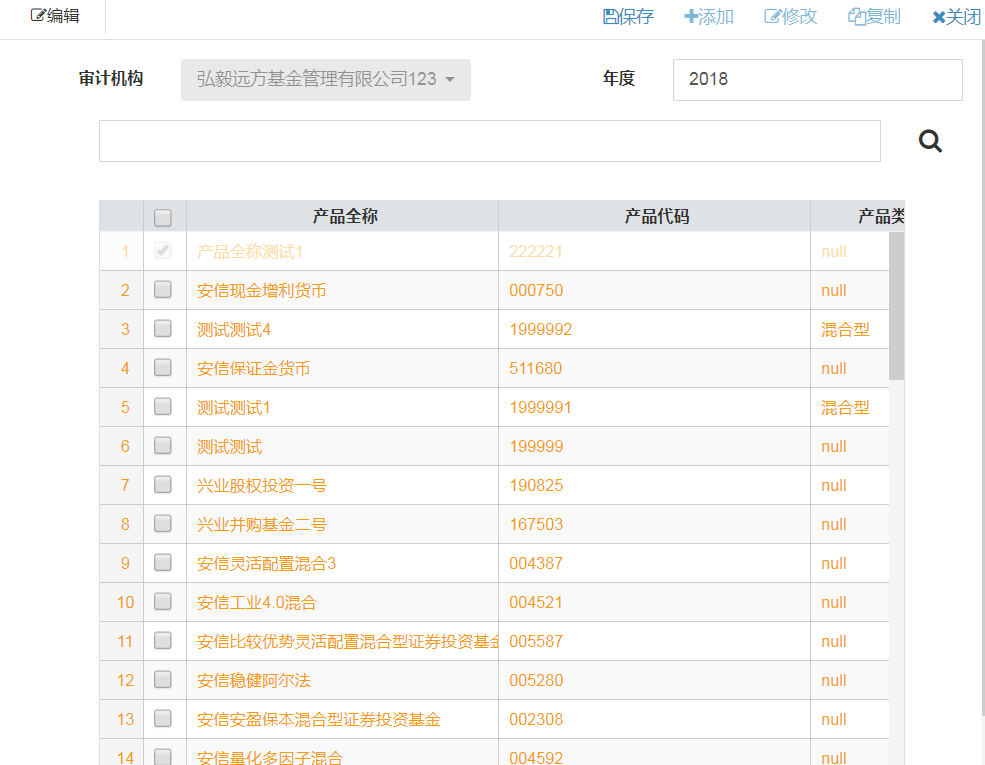 编辑 保存 添加 修改 复制 关闭
审计机构 弘毅远方基金管理有限公司123 年度 2018
产品全称 产品代码 产品类
1 产品全称测试1 222221 null
2 安信现金增利货币 000750 null
3 测试测试4 1999992 混合型
4 安信保证金货币 511680 null
5 测试测试1 1999991 混合型
6 测试测试 199999 null
7 兴业股权投资一号 190825 null
8 兴业并购基金二号 167503 null
9 安信灵活配置混合3 004387 null
10 安信工业4.0混合 004521 null
11 安信比较优势灵活配置混合型证券投资基金 005587 null
12 安信稳健阿尔法 005280 null
13 安信安盈保本混合型证券投资基金 002308 null
14 安信量化多因子混合 004592 null